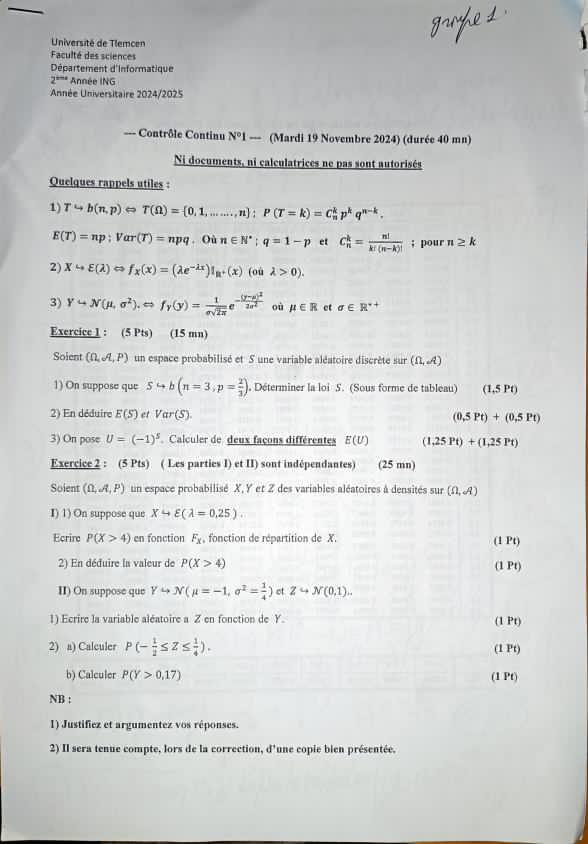 groupe 1.
Université de Tlemcen
Faculté des sciences
Département d'Informatique
2ème Année ING
Année Universitaire 2024/2025
--- Contrôle Continu N°1 --- (Mardi 19 Novembre 2024) (durée 40 mn)
Ni documents, ni calculatrices ne pas sont autorisés
Quelques rappels utiles :
1) T ↪ b(n, p) ⇔ T(Ω) = {0, 1, ... ...., n} ; P (T = k) = C_n^k p^k q^{n-k} .
E(T) = np ; Var(T) = npq . Où n ∈ ℕ* ; q = 1 − p et C_n^k = n! / (k! (n−k)!) ; pour n ≥ k
2) X ↪ ℰ(λ) ⇔ f_X(x) = (λe^{-λx})𝕀_{ℝ⁺}(x) (où λ > 0).
3) Y ↪ 𝒩(μ, σ²). ⇔ f_Y(y) = 1/(σ√2π) e^{-(y−μ)²/2σ²} où μ ∈ ℝ et σ ∈ ℝ*⁺
Exercice 1 : (5 Pts) (15 mn)
Soient (Ω, 𝒜, P) un espace probabilisé et S une variable aléatoire discrète sur (Ω, 𝒜)
1) On suppose que S ↪ b (n = 3 , p = 2/3). Déterminer la loi S. (Sous forme de tableau) (1,5 Pt)
2) En déduire E(S) et Var(S). (0,5 Pt) + (0,5 Pt)
3) On pose U = (−1)^S. Calculer de deux façons différentes E(U) (1,25 Pt) + (1,25 Pt)
Exercice 2 : (5 Pts) ( Les parties I) et II) sont indépendantes) (25 mn)
Soient (Ω, 𝒜, P) un espace probabilisé X, Y et Z des variables aléatoires à densités sur (Ω, 𝒜)
I) 1) On suppose que X ↪ ℰ( λ = 0,25 ) .
Ecrire P(X > 4) en fonction F_X, fonction de répartition de X. (1 Pt)
2) En déduire la valeur de P(X > 4) (1 Pt)
II) On suppose que Y ↪ 𝒩( μ = −1, σ² = 1/4) et Z ↪ 𝒩(0,1)..
1) Ecrire la variable aléatoire a Z en fonction de Y. (1 Pt)
2) a) Calculer P (− 1/2 ≤ Z ≤ 1/4) . (1 Pt)
b) Calculer P(Y > 0,17) (1 Pt)
NB :
1) Justifiez et argumentez vos réponses.
2) Il sera tenue compte, lors de la correction, d'une copie bien présentée.